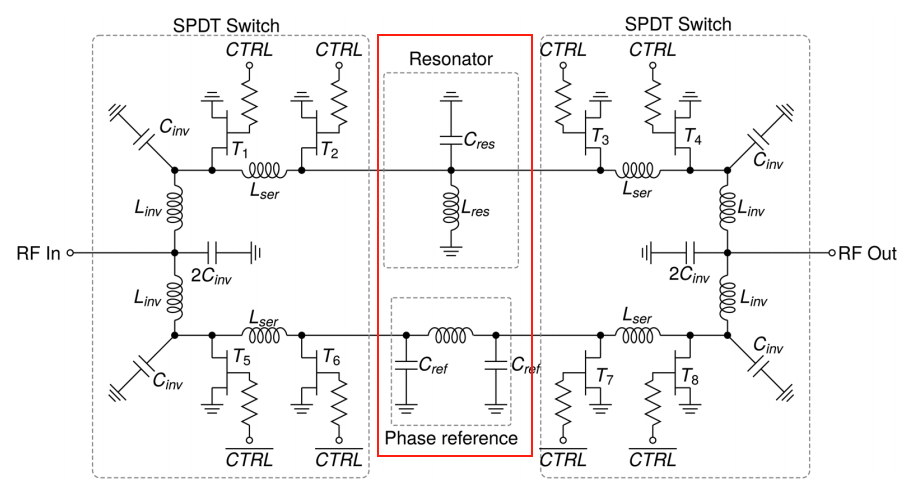 SPDT Switch
SPDT Switch
CTRL
CTRL
CTRL
CTRL
Resonator
C_inv
T_1
T_2
C_res
T_3
T_4
C_inv
L_ser
L_ser
L_inv
L_res
L_inv
RF In
2C_inv
2C_inv
RF Out
L_inv
L_inv
L_ser
L_ser
C_inv
T_5
T_6
C_ref
C_ref
T_7
T_8
C_inv
Phase reference
CTRL
CTRL
CTRL
CTRL